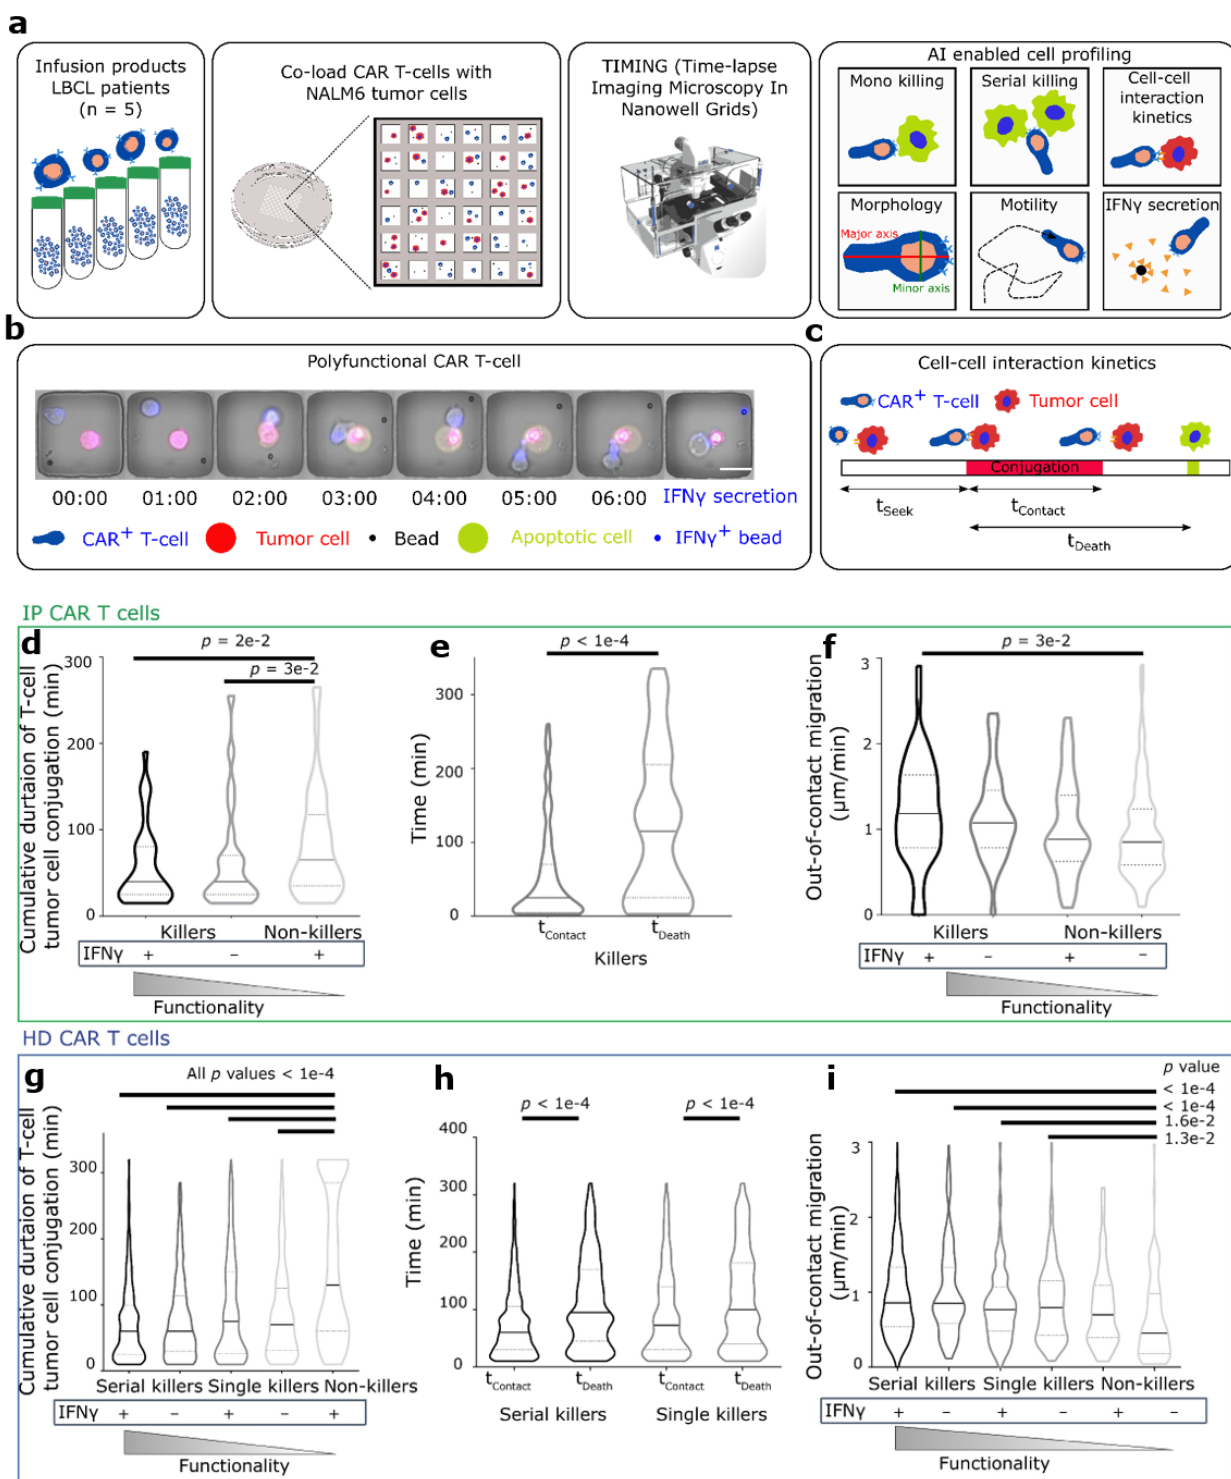 a
Infusion products
LBCL patients
(n = 5)
Co-load CAR T-cells with
NALM6 tumor cells
TIMING (Time-lapse
Imaging Microscopy In
Nanowell Grids)
AI enabled cell profiling
Mono killing
Serial killing
Cell-cell
interaction
kinetics
Morphology
Major axis
Minor axis
Motility
IFNγ secretion
b
Polyfunctional CAR T-cell
00:00 01:00 02:00 03:00 04:00 05:00 06:00 IFNγ secretion
CAR+ T-cell Tumor cell Bead Apoptotic cell IFNγ+ bead
c
Cell-cell interaction kinetics
CAR+ T-cell Tumor cell
Conjugation
tSeek tContact
tDeath
IP CAR T cells
d
p = 2e-2
p = 3e-2
Cumulative durtaion of T-cell
tumor cell conjugation (min)
300
200
100
0
Killers Non-killers
IFNγ + - +
Functionality
e
p < 1e-4
Time (min)
300
200
100
0
tContact tDeath
Killers
f
p = 3e-2
Out-of-contact migration
(μm/min)
3
2
1
0
Killers Non-killers
IFNγ + - + -
Functionality
HD CAR T cells
g
All p values < 1e-4
Cumulative durtaion of T-cell
tumor cell conjugation (min)
300
200
100
0
Serial killers Single killers Non-killers
IFNγ + - + - +
Functionality
h
p < 1e-4 p < 1e-4
Time (min)
400
300
200
100
0
tContact tDeath tContact tDeath
Serial killers Single killers
i
p value
< 1e-4
< 1e-4
1.6e-2
1.3e-2
Out-of-contact migration
(μm/min)
3
2
1
0
Serial killers Single killers Non-killers
IFNγ + - + - + -
Functionality